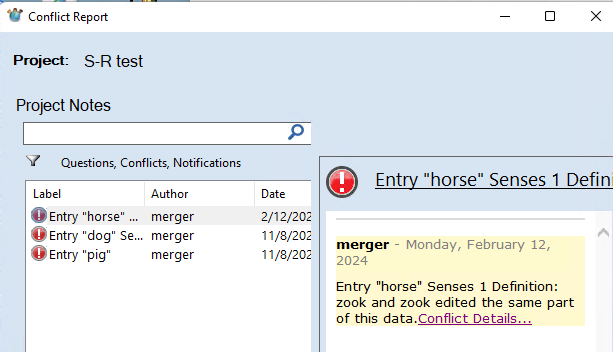 Conflict Report
Project: S-R test
Project Notes
Questions, Conflicts, Notifications
Label Author Date
Entry "horse" ... merger 2/12/202
Entry "dog" Se... merger 11/8/202
Entry "pig" merger 11/8/202
Entry "horse" Senses 1 Defin
merger - Monday, February 12,
2024
Entry "horse" Senses 1 Definition:
zook and zook edited the same part
of this data.Conflict Details...